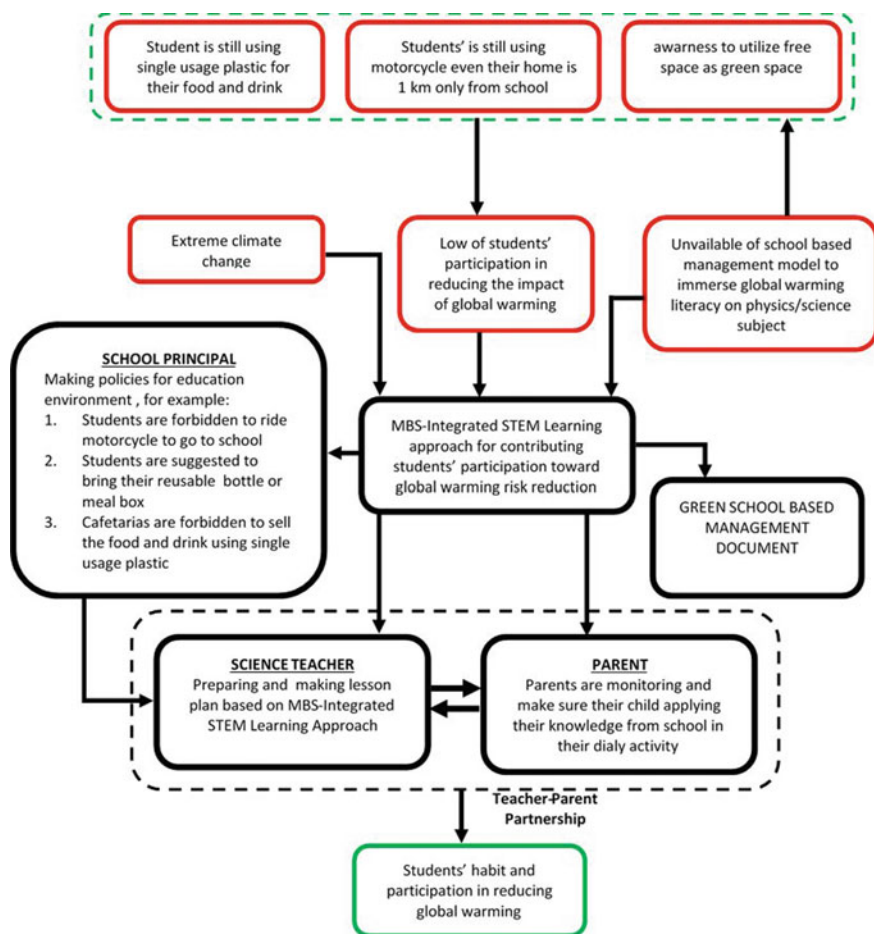 Student is still using
single usage plastic for
their food and drink
Students' is still using
motorcycle even their home is
1 km only from school
awarness to utilize free
space as green space
Extreme climate
change
Low of students'
participation in
reducing the impact
of global warming
Unvailable of school based
management model to
immerse global warming
literacy on physics/science
subject
SCHOOL PRINCIPAL
Making policies for education
environment , for example:
1. Students are forbidden to ride
motorcycle to go to school
2. Students are suggested to
bring their reusable bottle or
meal box
3. Cafetarias are forbidden to sell
the food and drink using single
usage plastic
MBS-Integrated STEM Learning
approach for contributing
students' participation toward
global warming risk reduction
GREEN SCHOOL BASED
MANAGEMENT
DOCUMENT
SCIENCE TEACHER
Preparing and making lesson
plan based on MBS-Integrated
STEM Learning Approach
PARENT
Parents are monitoring and
make sure their child applying
their knowledge from school in
their dialy activity
Teacher-Parent
Partnership
Students' habit and
participation in reducing
global warming